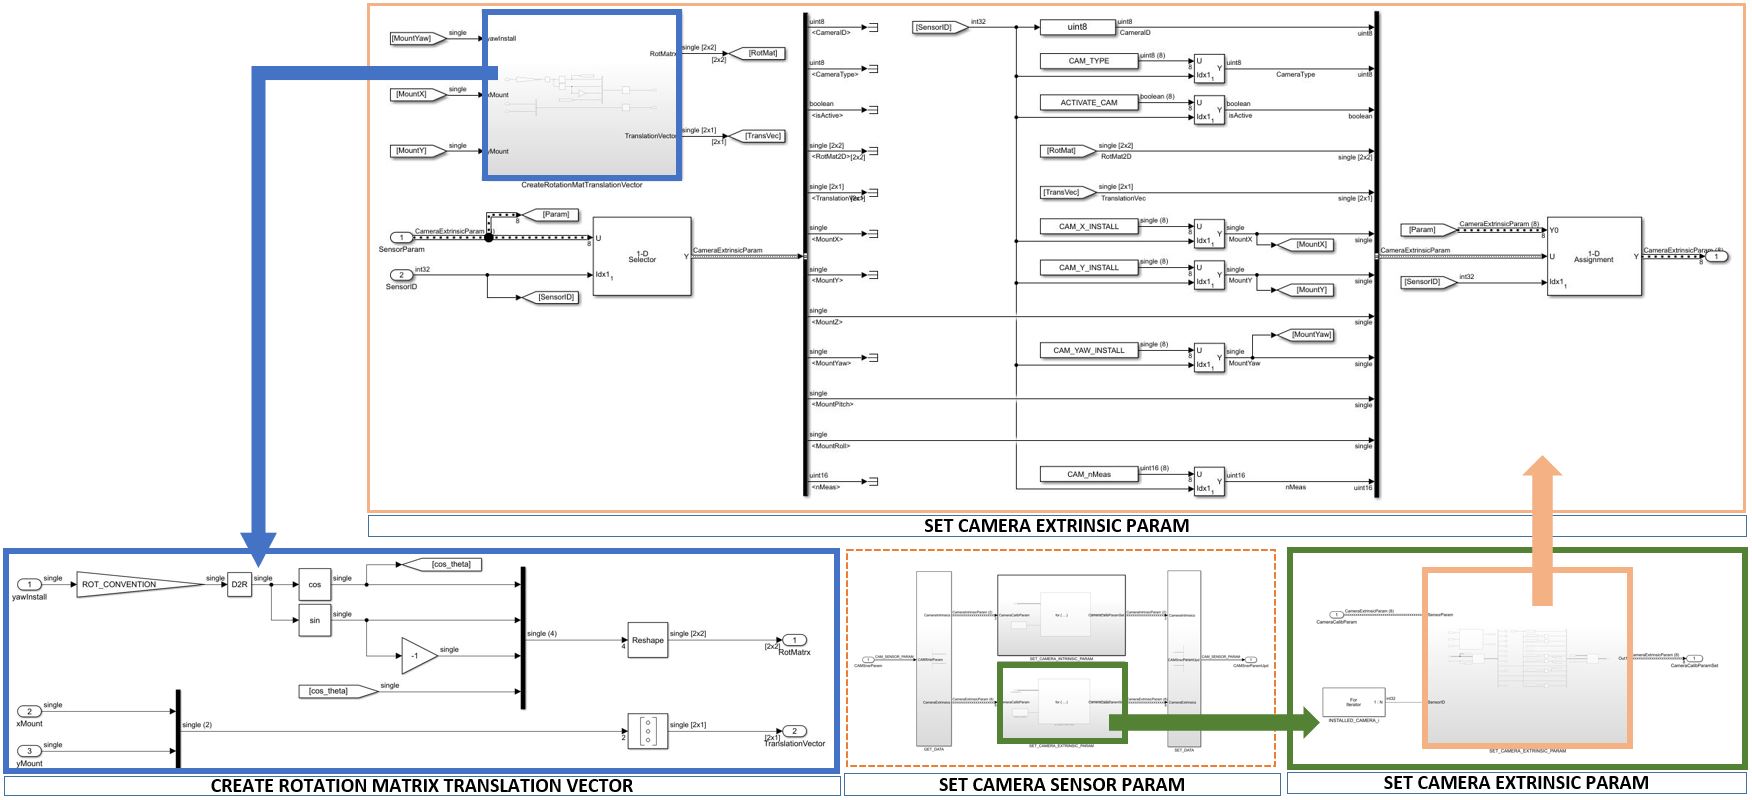 [MountYaw]
single
yawInstall
[MountX]
single
xMount
[MountY]
single
yMount
RotMatrx
single [2x2]
[2x2]
[RotMat]
TranslationVector
single [2x1]
[2x1]
[TransVec]
CreateRotationMatTranslationVector
[Param]
8
1
CameraExtrinsicParam
SensorParam
U
8
1-D
Selector
Y
CameraExtrinsicParam
2
int32
SensorID
Idx1
1
[SensorID]
uint8
<CameraID>
uint8
<CameraType>
boolean
<isActive>
single [2x2]
<RotMat2D>[2x2]
single [2x1]
single
<MountX>
single
<MountY>
single
<MountZ>
single
<MountYaw>
single
<MountPitch>
single
<MountRoll>
uint16
<nMeas>
[SensorID]
int32
uint8
uint8
CameraID
uint8
CAM_TYPE
uint8 (8)
8
U
Idx1
1
Y
uint8
CameraType
uint8
ACTIVATE_CAM
boolean (8)
8
U
Idx1
1
Y
boolean
isActive
boolean
[RotMat]
single [2x2]
RotMat2D
single [2x2]
[TransVec]
single [2x1]
TranslationVec
single [2x1]
CAM_X_INSTALL
single (8)
8
U
Idx1
1
Y
single
MountX
[MountX]
single
CAM_Y_INSTALL
single (8)
8
U
Idx1
1
Y
single
MountY
[MountY]
single
single
[MountYaw]
CAM_YAW_INSTALL
single (8)
8
U
Idx1
1
Y
single
MountYaw
single
single
single
CAM_nMeas
uint16 (8)
8
U
Idx1
1
Y
uint16
nMeas
uint16
[Param]
CameraExtrinsicParam (8)
8
Y0
CameraExtrinsicParam
U
1-D
Assignment
Y
CameraExtrinsicParam (8)
8
1
[SensorID]
int32
Idx1
1
SET CAMERA EXTRINSIC PARAM
1
single
yawInstall
ROT_CONVENTION
single
D2R
single
cos
single
[cos_theta]
sin
single
-1
single
[cos_theta]
single
single (4)
4
Reshape
single [2x2]
[2x2]
1
RotMatrx
2
single
xMount
3
single
yMount
single (2)
2
single [2x1]
[2x1]
2
TranslationVector
CREATE ROTATION MATRIX TRANSLATION VECTOR
1
CAM_SENSOR_PARAM
GET_DATA
for { ... }
SET_CAMERA_INTRINSIC_PARAM
for { ... }
SET_CAMERA_EXTRINSIC_PARAM
CAM_SENSOR_PARAM
1
SET_DATA
SET CAMERA SENSOR PARAM
1
CameraExtrinsicParam (8)
CameraCalibParam
SensorParam
For
Iterator
1 : N
int32
INSTALLED_CAMERA_i
SensorID
Out1
CameraExtrinsicParam (8)
1
CameraCalibParamSet
SET_CAMERA_EXTRINSIC_PARAM
SET CAMERA EXTRINSIC PARAM